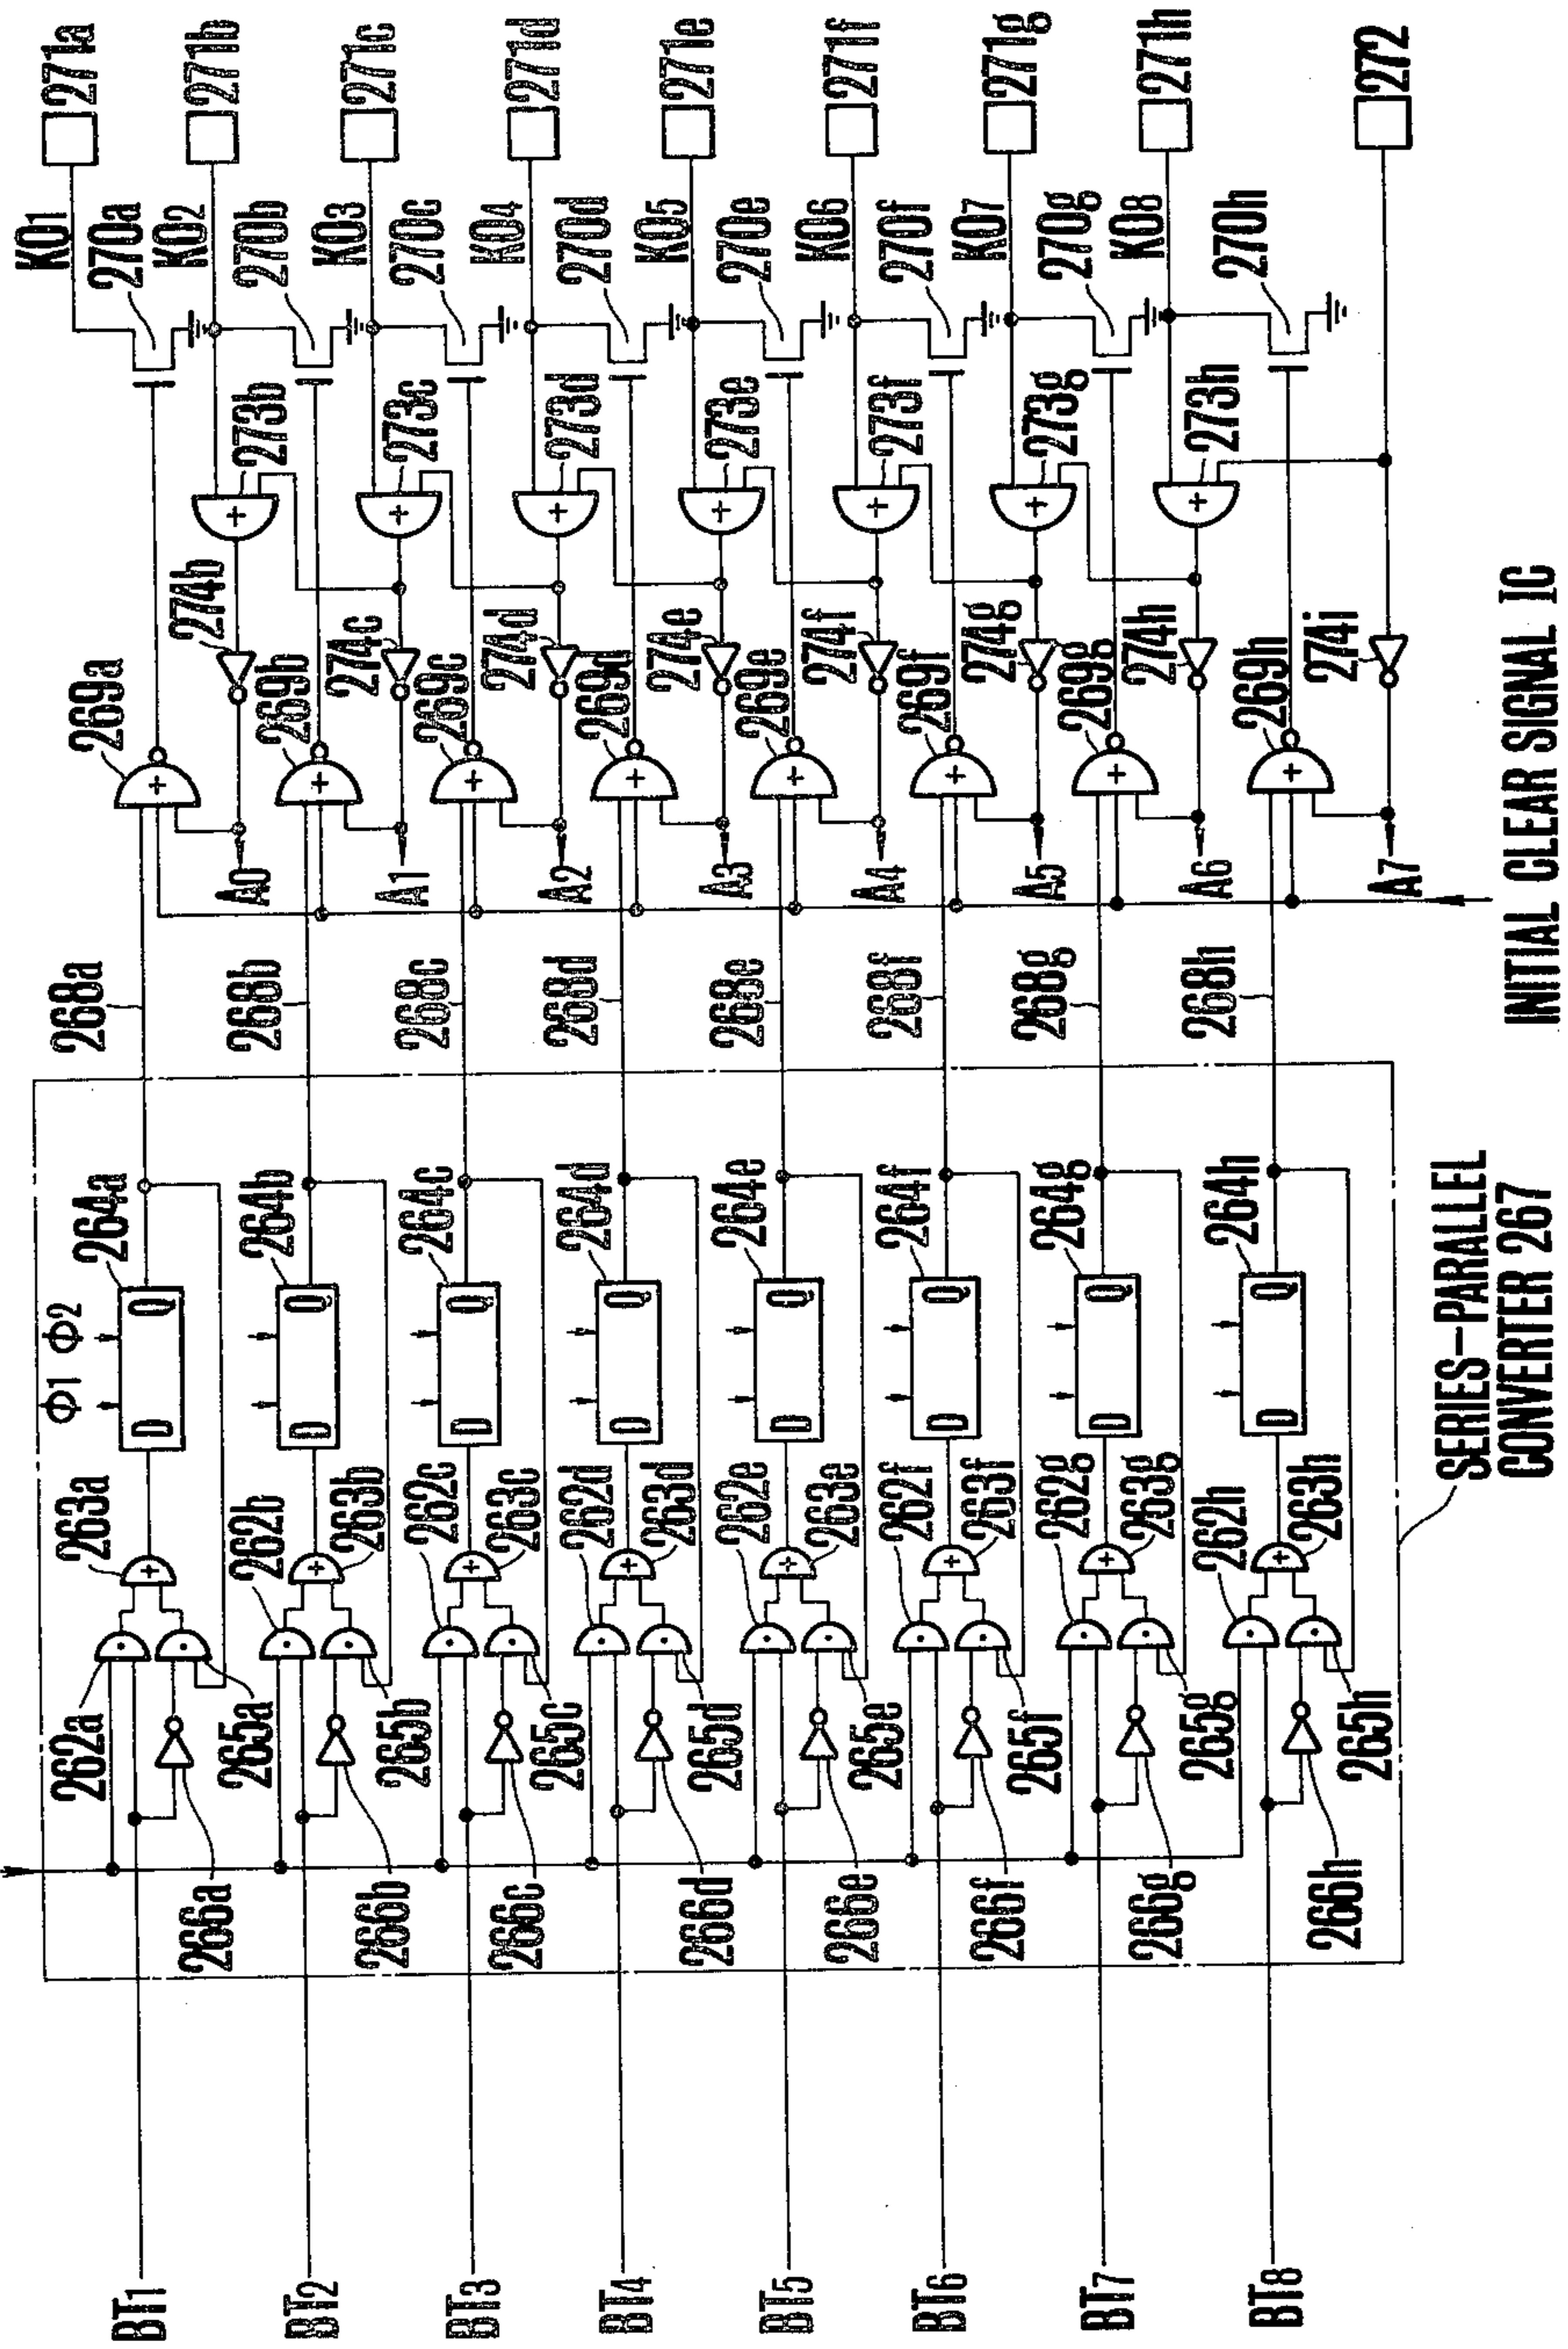 BT1
BT2
BT3
BT4
BT5
BT6
BT7
BT8
266a
266b
266c
266d
266e
266f
266g
266h
262a
265a
262b
265b
262c
265c
262d
265d
262e
265e
262f
265f
262g
265g
262h
265h
263a
263b
263c
263d
263e
263f
263g
263h
Φ1 Φ2
D Q
264a
D Q
264b
D Q
264c
D Q
264d
D Q
264e
D Q
264f
D Q
264g
D Q
264h
SERIES-PARALLEL
CONVERTER 267
268a
268b
268c
268d
268e
268f
268g
268h
INITIAL CLEAR SIGNAL IC
A0
A1
A2
A3
A4
A5
A6
A7
269a
269b
269c
269d
269e
269f
269g
269h
274b
274c
274d
274e
274f
274g
274h
274i
273b
273c
273d
273e
273f
273g
273h
KO1
270a
KO2
270b
KO3
270c
KO4
270d
KO5
270e
KO6
270f
KO7
270g
KO8
270h
271a
271b
271c
271d
271e
271f
271g
271h
272